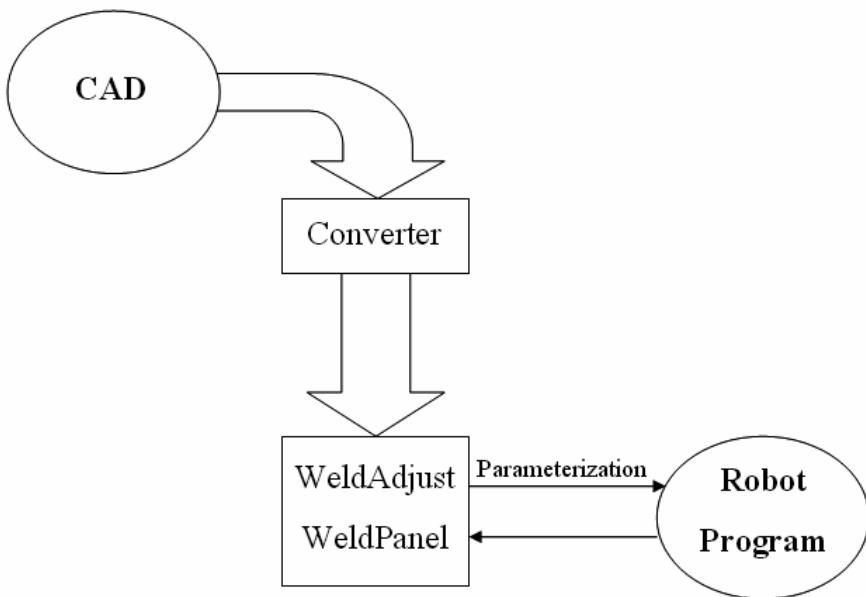 CAD
Converter
WeldAdjust
Parameterization
WeldPanel
Robot
Program